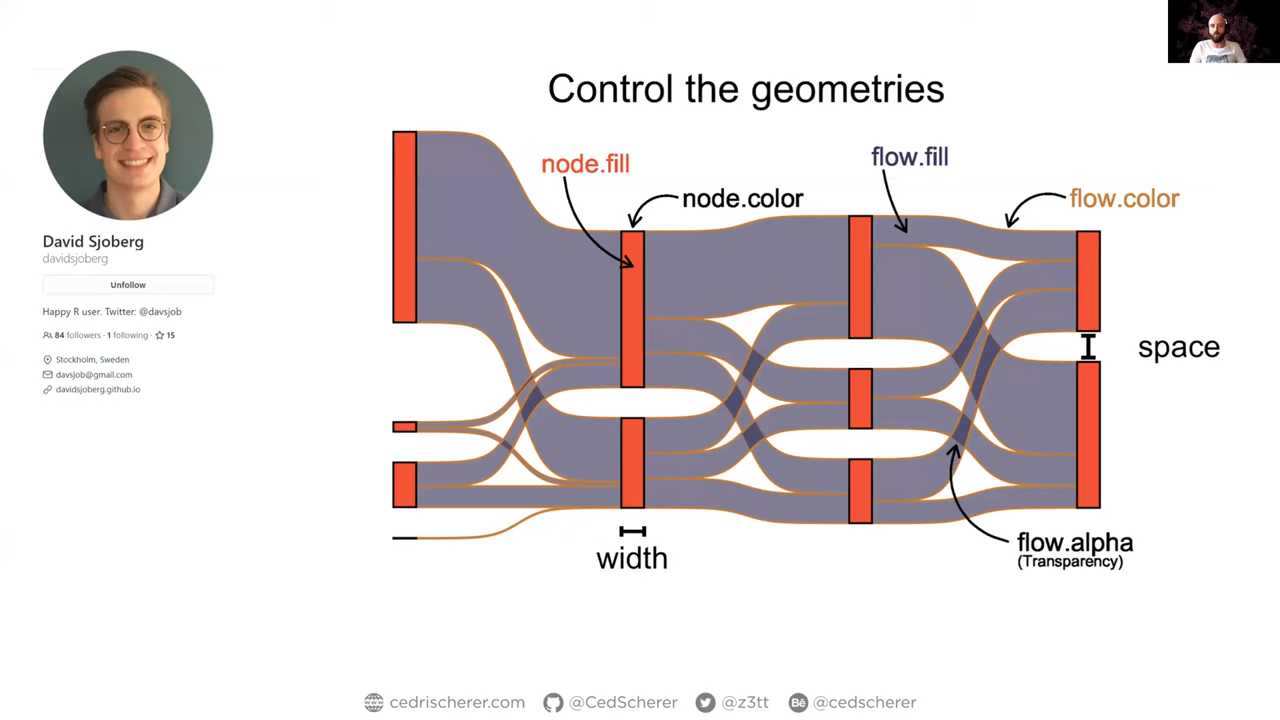 Control the geometries
David Sjoberg
davidsjoberg
Unfollow
Happy R user. Twitter: @davsjob
84 followers · 1 following · 15
Stockholm, Sweden
davsjob@gmail.com
davidsjoberg.github.io
node.fill
node.color
flow.fill
flow.color
space
width
flow.alpha
(Transparency)
cedricscherer.com
@CedScherer
@z3tt
Bē
@cedscherer